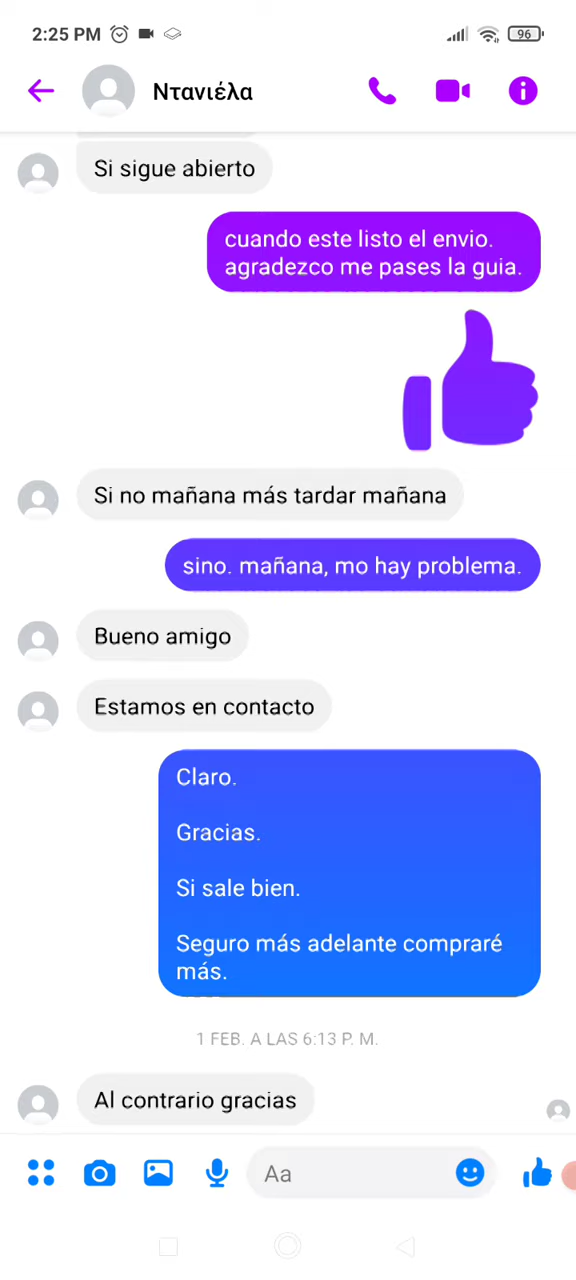 2:25 PM
96
Ντανιέλα
Si sigue abierto
cuando este listo el envio.
agradezco me pases la guia.
Si no mañana más tardar mañana
sino. mañana, mo hay problema.
Bueno amigo
Estamos en contacto
Claro.
Gracias.
Si sale bien.
Seguro más adelante compraré
más.
1 FEB. A LAS 6:13 P. M.
Al contrario gracias
Aa